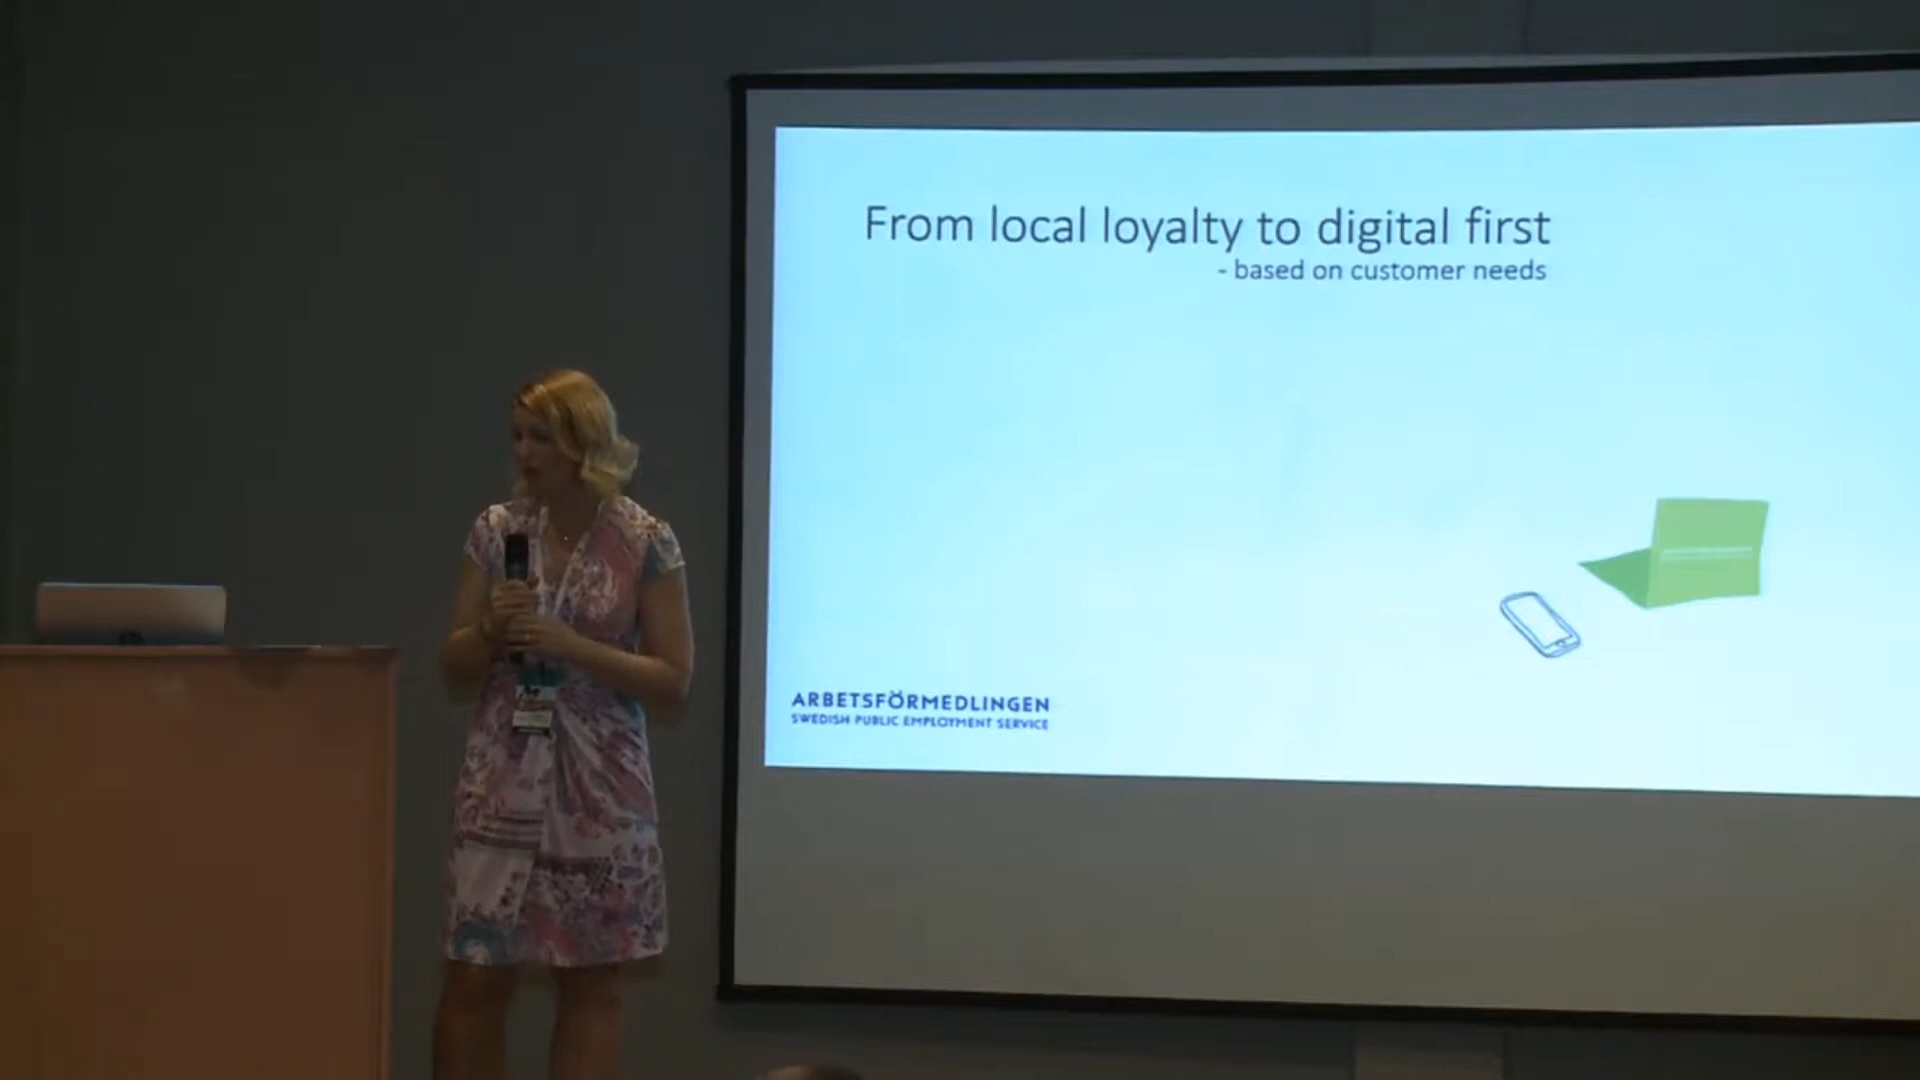 From local loyalty to digital first
- based on customer needs
ARBETSFÖRMEDLINGEN
SWEDISH PUBLIC EMPLOYMENT SERVICE